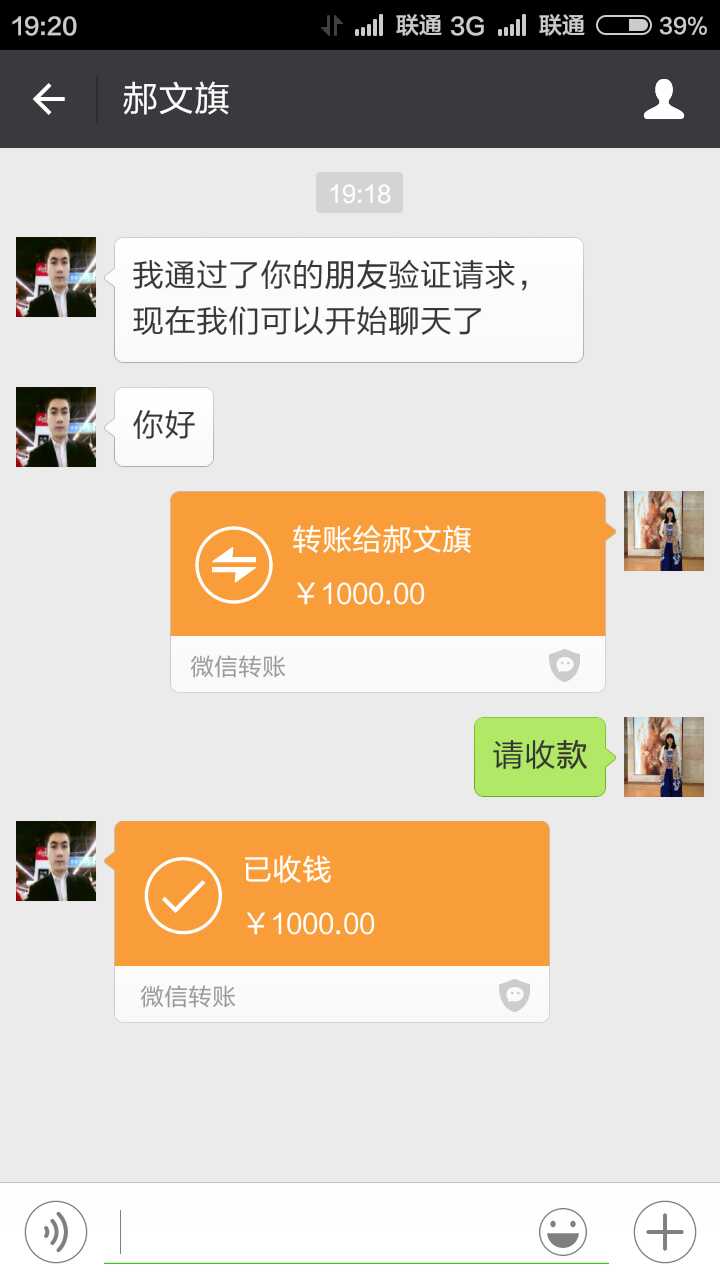 19:20 联通 3G 联通 39%
郝文旗
19:18
我通过了你的朋友验证请求，
现在我们可以开始聊天了
你好
转账给郝文旗
￥1000.00
微信转账
请收款
已收钱
￥1000.00
微信转账